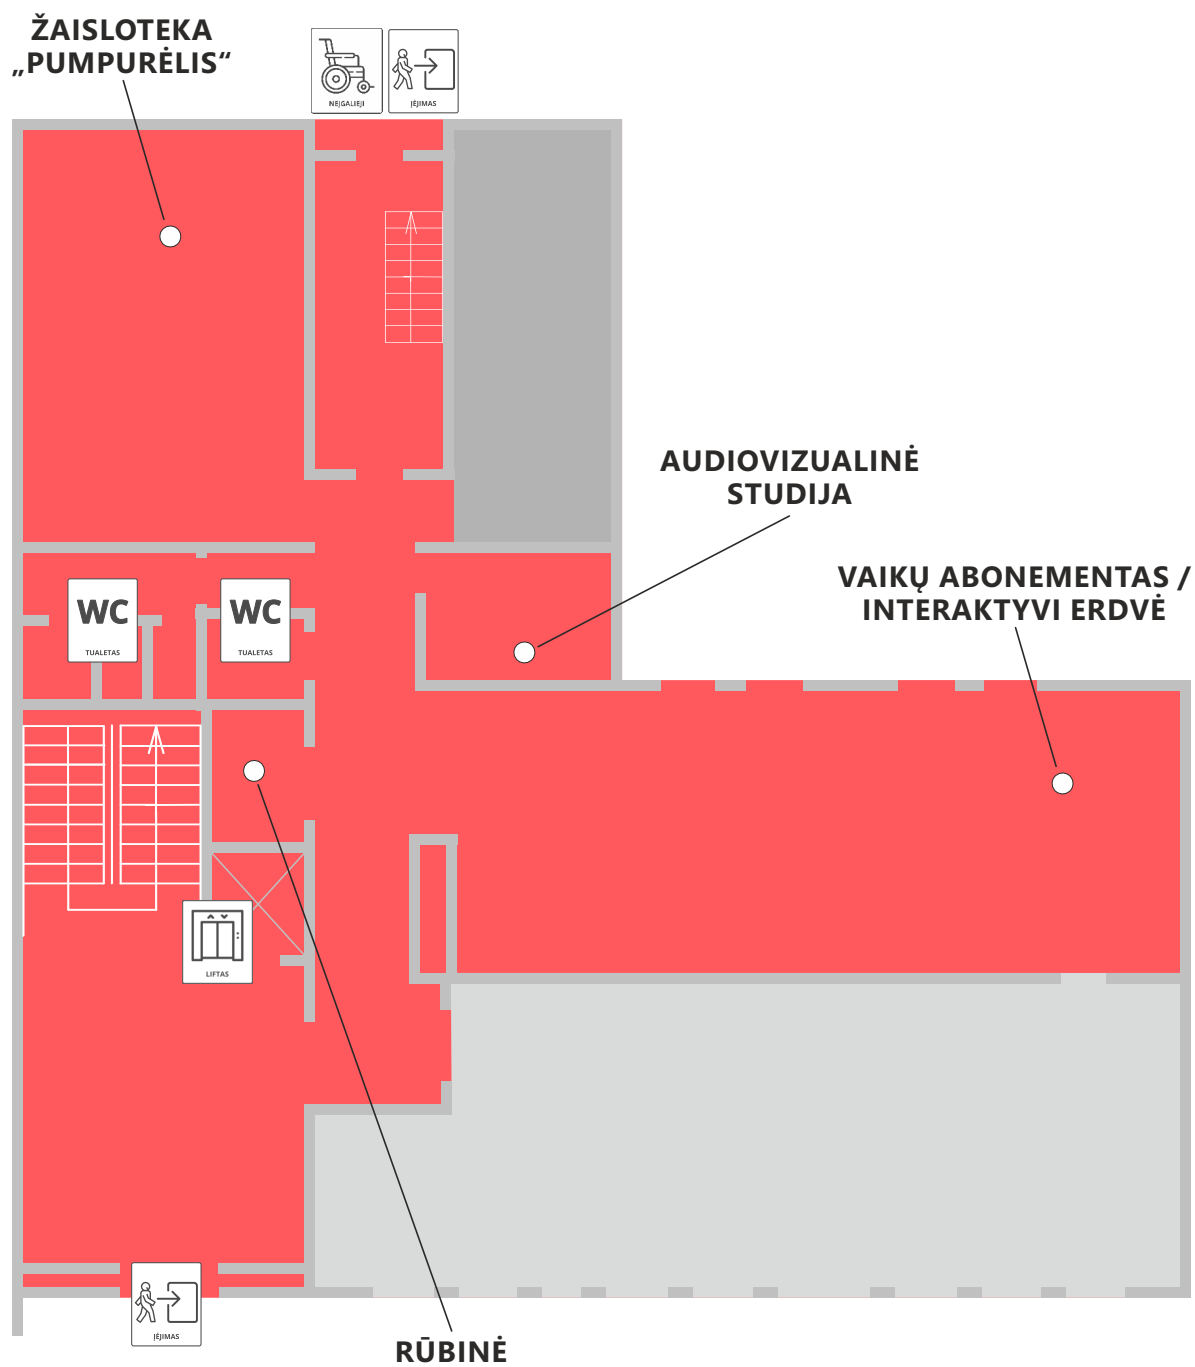 ŽAISLOTEKA
„PUMPURĖLIS“
NEĮGALIEJI
ĮĖJIMAS
AUDIOVIZUALINĖ
STUDIJA
VAIKŲ ABONEMENTAS /
INTERAKTYVI ERDVĖ
WC
TUALETAS
WC
TUALETAS
LIFTAS
ĮĖJIMAS
RŪBINĖ